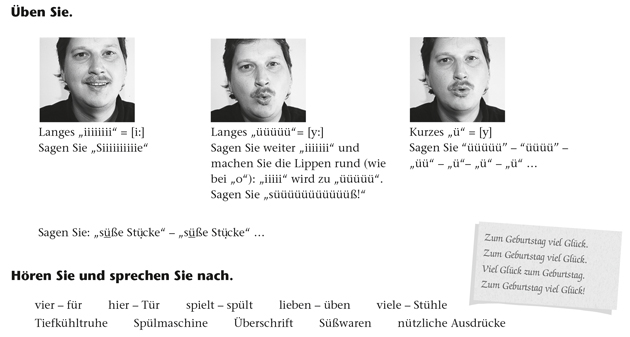 Üben Sie.
Langes „iiiiiiii“ = [i:]
Sagen Sie „Siiiiiiiiiie“
Langes „üüüüü“= [y:]
Sagen Sie weiter „iiiiiii“ und
machen Sie die Lippen rund (wie
bei „o“): „iiiii“ wird zu „üüüüü“.
Sagen Sie „süüüüüüüüüüüß!“
Kurzes „ü“ = [y]
Sagen Sie “üüüüü” – “üüüü” –
„üü“ – „ü“– „ü“ – „ü“ …
Sagen Sie: „süße Stücke“ – „süße Stücke“ …
Zum Geburtstag viel Glück.
Zum Geburtstag viel Glück.
Viel Glück zum Geburtstag.
Zum Geburtstag viel Glück!
Hören Sie und sprechen Sie nach.
vier – für hier – Tür spielt – spült lieben – üben viele – Stühle
Tiefkühltruhe Spülmaschine Überschrift Süßwaren nützliche Ausdrücke